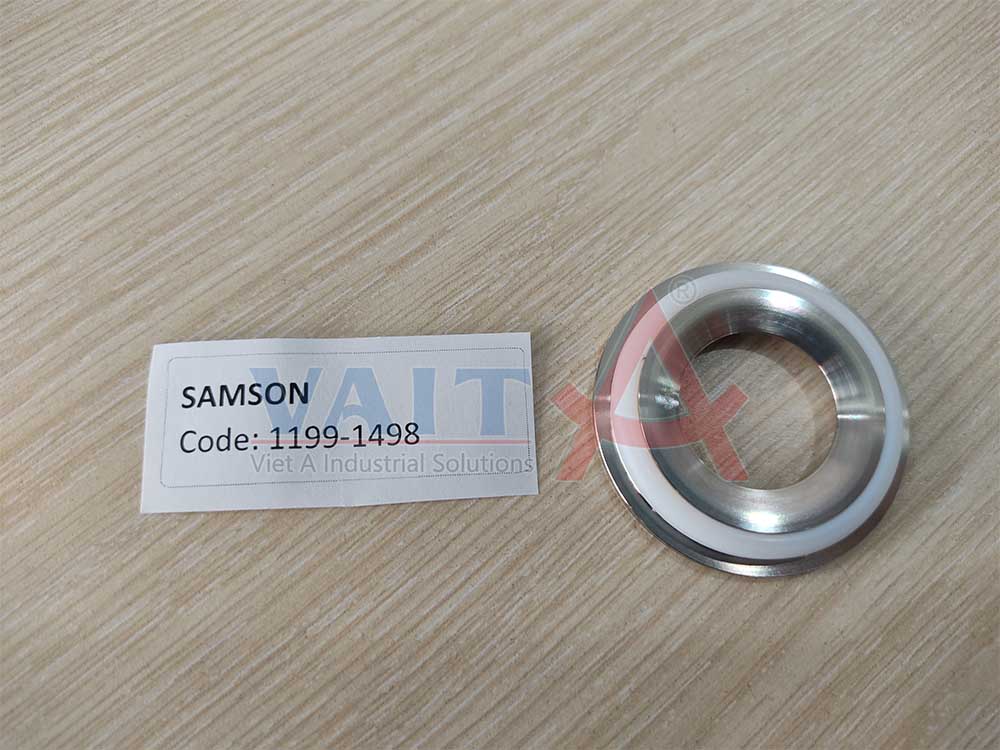 SAMSON
Code: 1199-1498
VAIT A ®
Viet A Industrial Solutions